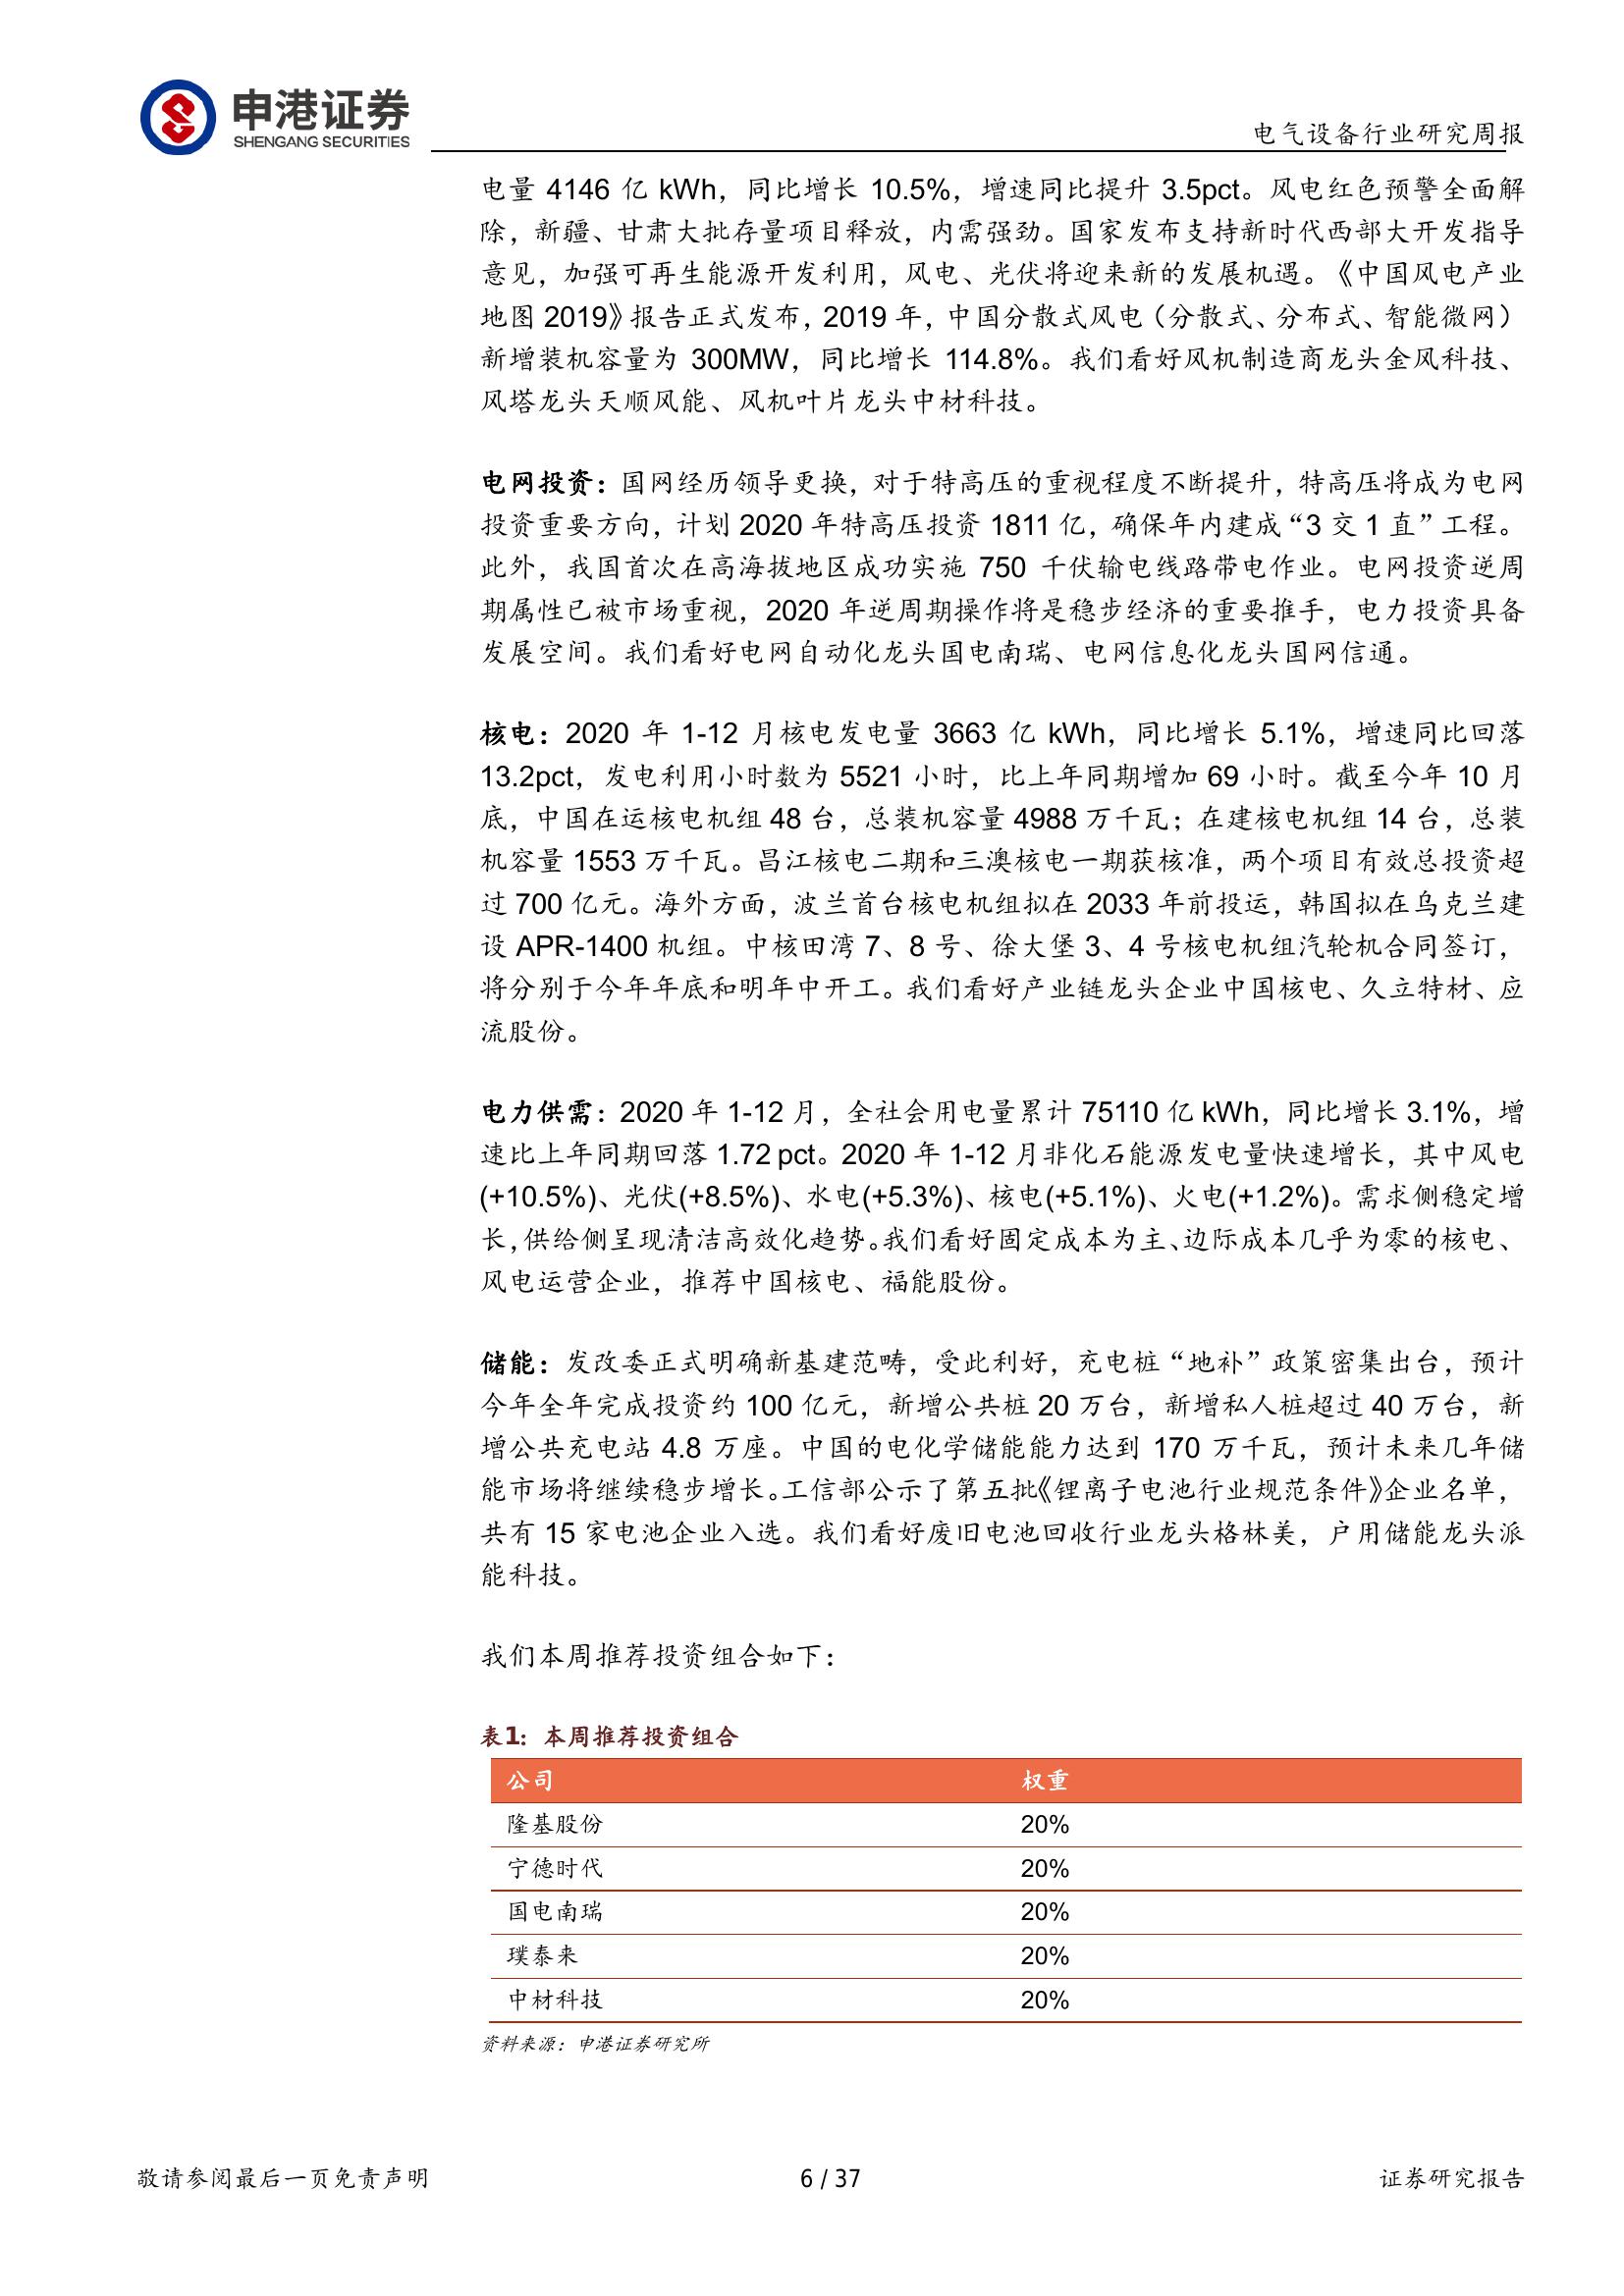 申港证券
SHENGANG SECURITIES
电气设备行业研究周报
电量 4146 亿 kWh，同比增长 10.5%，增速同比提升 3.5pct。风电红色预警全面解
除，新疆、甘肃大批存量项目释放，内需强劲。国家发布支持新时代西部大开发指导
意见，加强可再生能源开发利用，风电、光伏将迎来新的发展机遇。《中国风电产业
地图 2019》报告正式发布，2019 年，中国分散式风电（分散式、分布式、智能微网）
新增装机容量为 300MW，同比增长 114.8%。我们看好风机制造商龙头金风科技、
风塔龙头天顺风能、风机叶片龙头中材科技。
电网投资：国网经历领导更换，对于特高压的重视程度不断提升，特高压将成为电网
投资重要方向，计划 2020 年特高压投资 1811 亿，确保年内建成“3 交 1 直”工程。
此外，我国首次在高海拔地区成功实施 750 千伏输电线路带电作业。电网投资逆周
期属性已被市场重视，2020 年逆周期操作将是稳步经济的重要推手，电力投资具备
发展空间。我们看好电网自动化龙头国电南瑞、电网信息化龙头国网信通。
核电：2020 年 1-12 月核电发电量 3663 亿 kWh，同比增长 5.1%，增速同比回落
13.2pct，发电利用小时数为 5521 小时，比上年同期增加 69 小时。截至今年 10 月
底，中国在运核电机组 48 台，总装机容量 4988 万千瓦；在建核电机组 14 台，总装
机容量 1553 万千瓦。昌江核电二期和三澳核电一期获核准，两个项目有效总投资超
过 700 亿元。海外方面，波兰首台核电机组拟在 2033 年前投运，韩国拟在乌克兰建
设 APR-1400 机组。中核田湾 7、8 号、徐大堡 3、4 号核电机组汽轮机合同签订，
将分别于今年年底和明年中开工。我们看好产业链龙头企业中国核电、久立特材、应
流股份。
电力供需：2020 年 1-12 月，全社会用电量累计 75110 亿 kWh，同比增长 3.1%，增
速比上年同期回落 1.72 pct。2020 年 1-12 月非化石能源发电量快速增长，其中风电
(+10.5%)、光伏(+8.5%)、水电(+5.3%)、核电(+5.1%)、火电(+1.2%)。需求侧稳定增
长，供给侧呈现清洁高效化趋势。我们看好固定成本为主、边际成本几乎为零的核电、
风电运营企业，推荐中国核电、福能股份。
储能：发改委正式明确新基建范畴，受此利好，充电桩“地补”政策密集出台，预计
今年全年完成投资约 100 亿元，新增公共桩 20 万台，新增私人桩超过 40 万台，新
增公共充电站 4.8 万座。中国的电化学储能能力达到 170 万千瓦，预计未来几年储
能市场将继续稳步增长。工信部公示了第五批《锂离子电池行业规范条件》企业名单，
共有 15 家电池企业入选。我们看好废旧电池回收行业龙头格林美，户用储能龙头派
能科技。
我们本周推荐投资组合如下：
表1：本周推荐投资组合
公司 权重
隆基股份 20%
宁德时代 20%
国电南瑞 20%
璞泰来 20%
中材科技 20%
资料来源：申港证券研究所
敬请参阅最后一页免责声明 6 / 37 证券研究报告